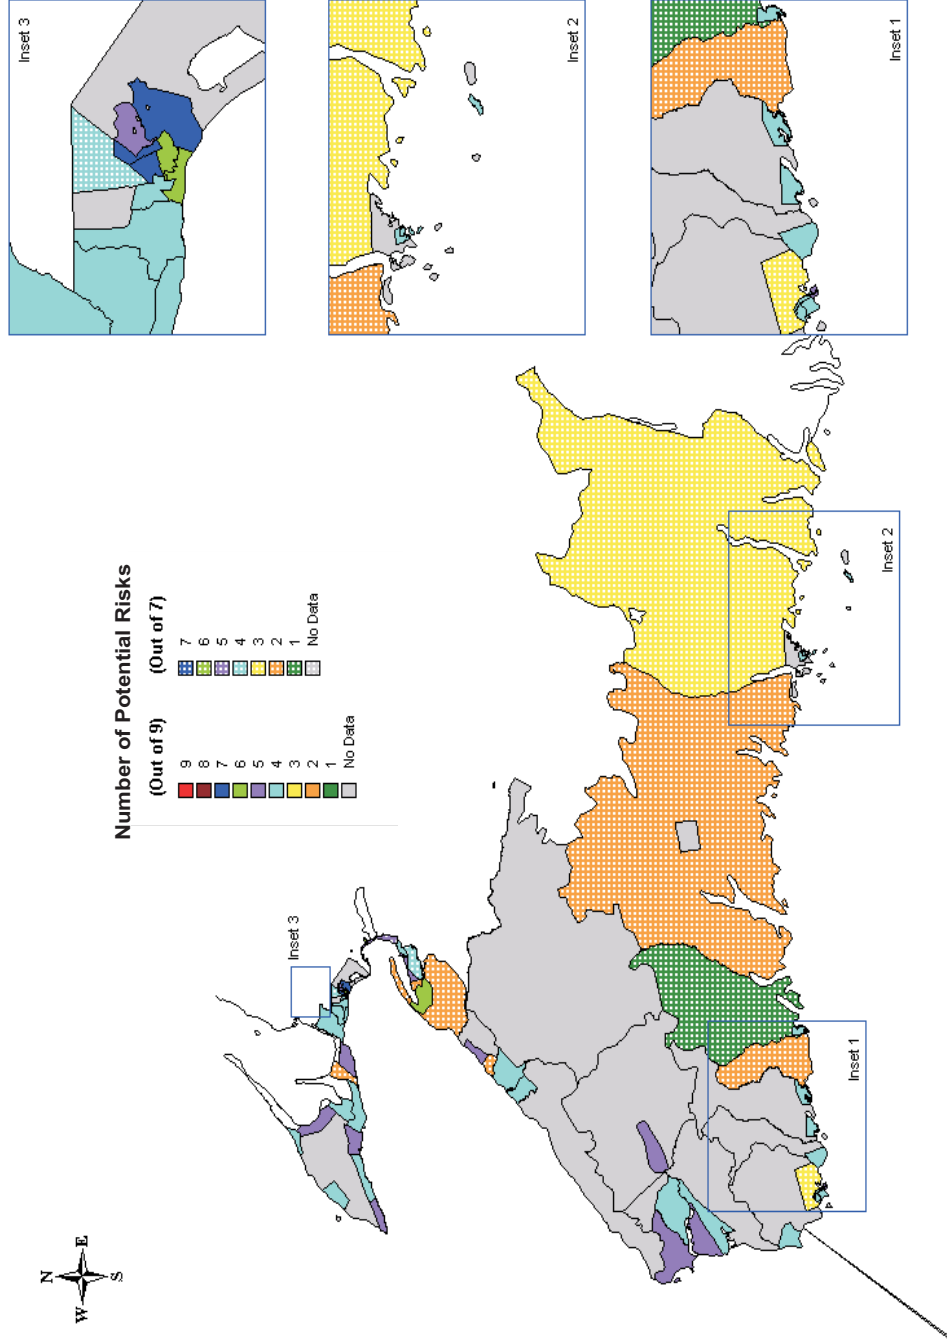 Number of Potential Risks
(Out of 9)
9
8
7
6
5
4
3
2
1
No Data
(Out of 7)
7
6
5
4
3
2
1
No Data
N
W
E
S
Inset 3
Inset 2
Inset 1
Inset 3
Inset 2
Inset 1